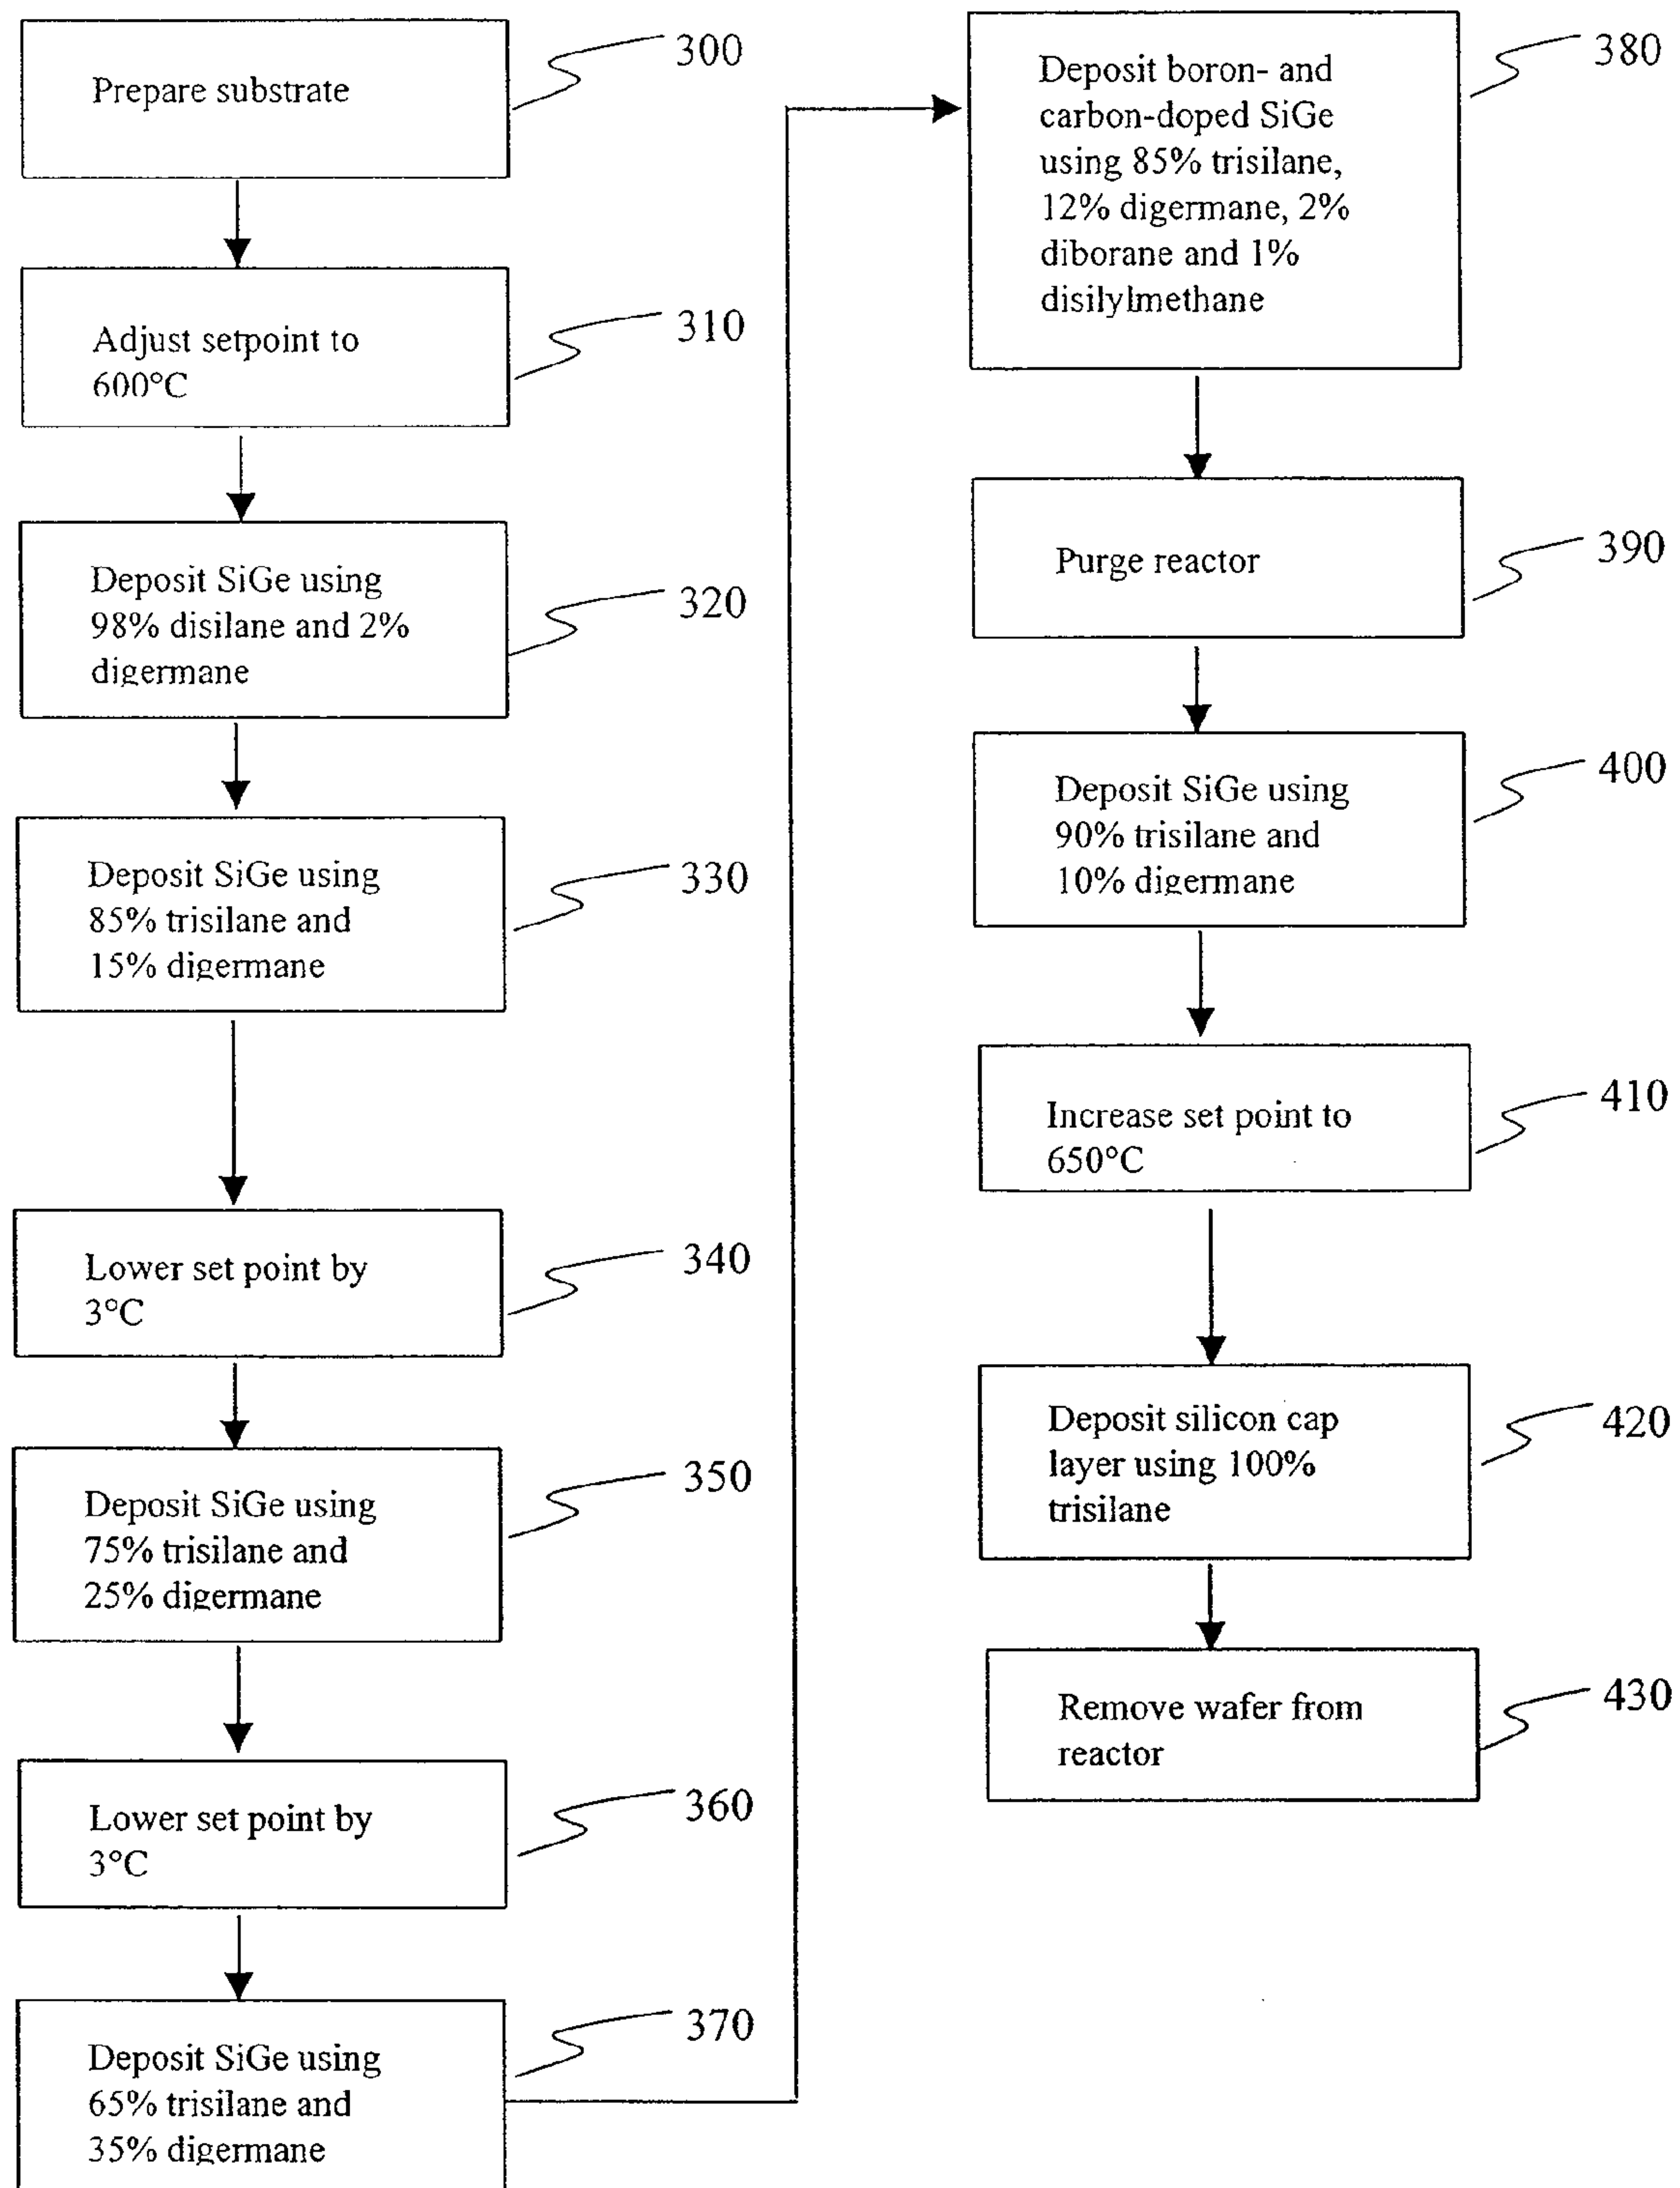 Prepare substrate
300
Adjust setpoint to
600°C
310
Deposit SiGe using
98% disilane and 2%
digermane
320
Deposit SiGe using
85% trisilane and
15% digermane
330
Lower set point by
3°C
340
Deposit SiGe using
75% trisilane and
25% digermane
350
Lower set point by
3°C
360
Deposit SiGe using
65% trisilane and
35% digermane
370
Deposit boron- and
carbon-doped SiGe
using 85% trisilane,
12% digermane, 2%
diborane and 1%
disilylmethane
380
Purge reactor
390
Deposit SiGe using
90% trisilane and
10% digermane
400
Increase set point to
650°C
410
Deposit silicon cap
layer using 100%
trisilane
420
Remove wafer from
reactor
430